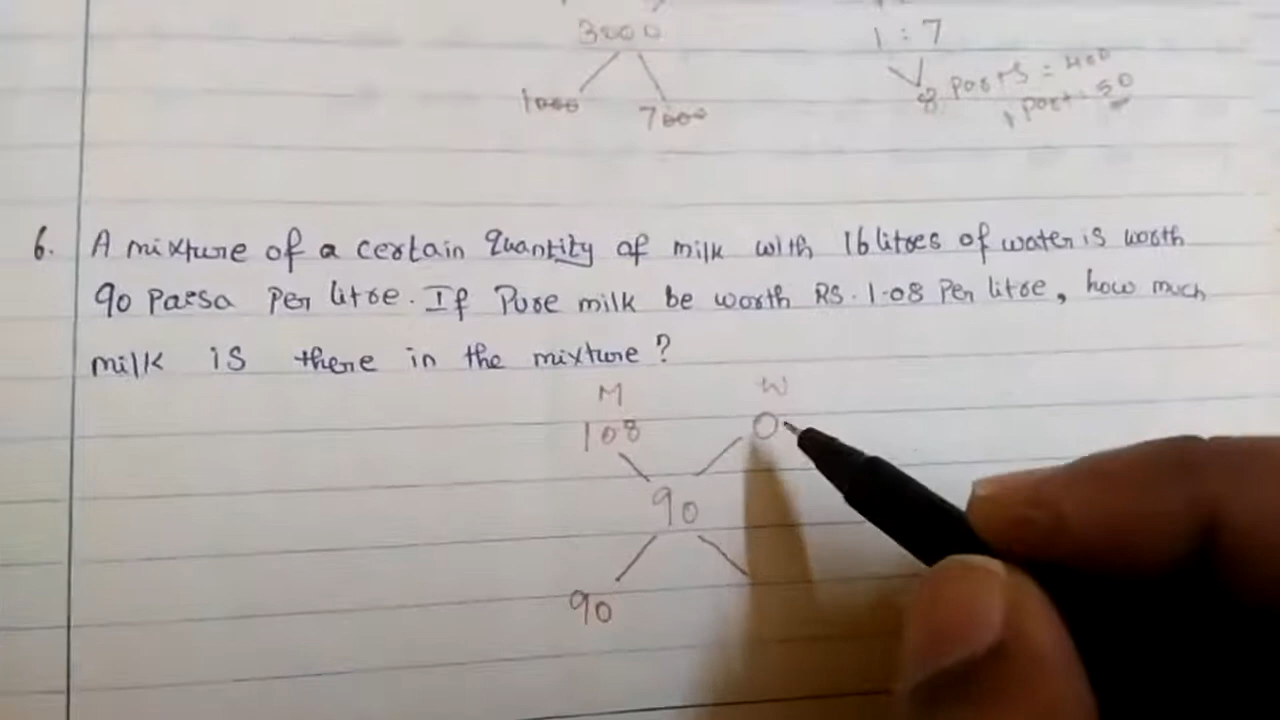 3000
1 : 7
1000 7000
8 parts = 400
1 part = 50
6. A mixture of a certain quantity of milk with 16 litres of water is worth
90 Paisa Per litre. If Pure milk be worth RS. 1.08 Per litre, how much
milk is there in the mixture?
M W
108 0
90
90